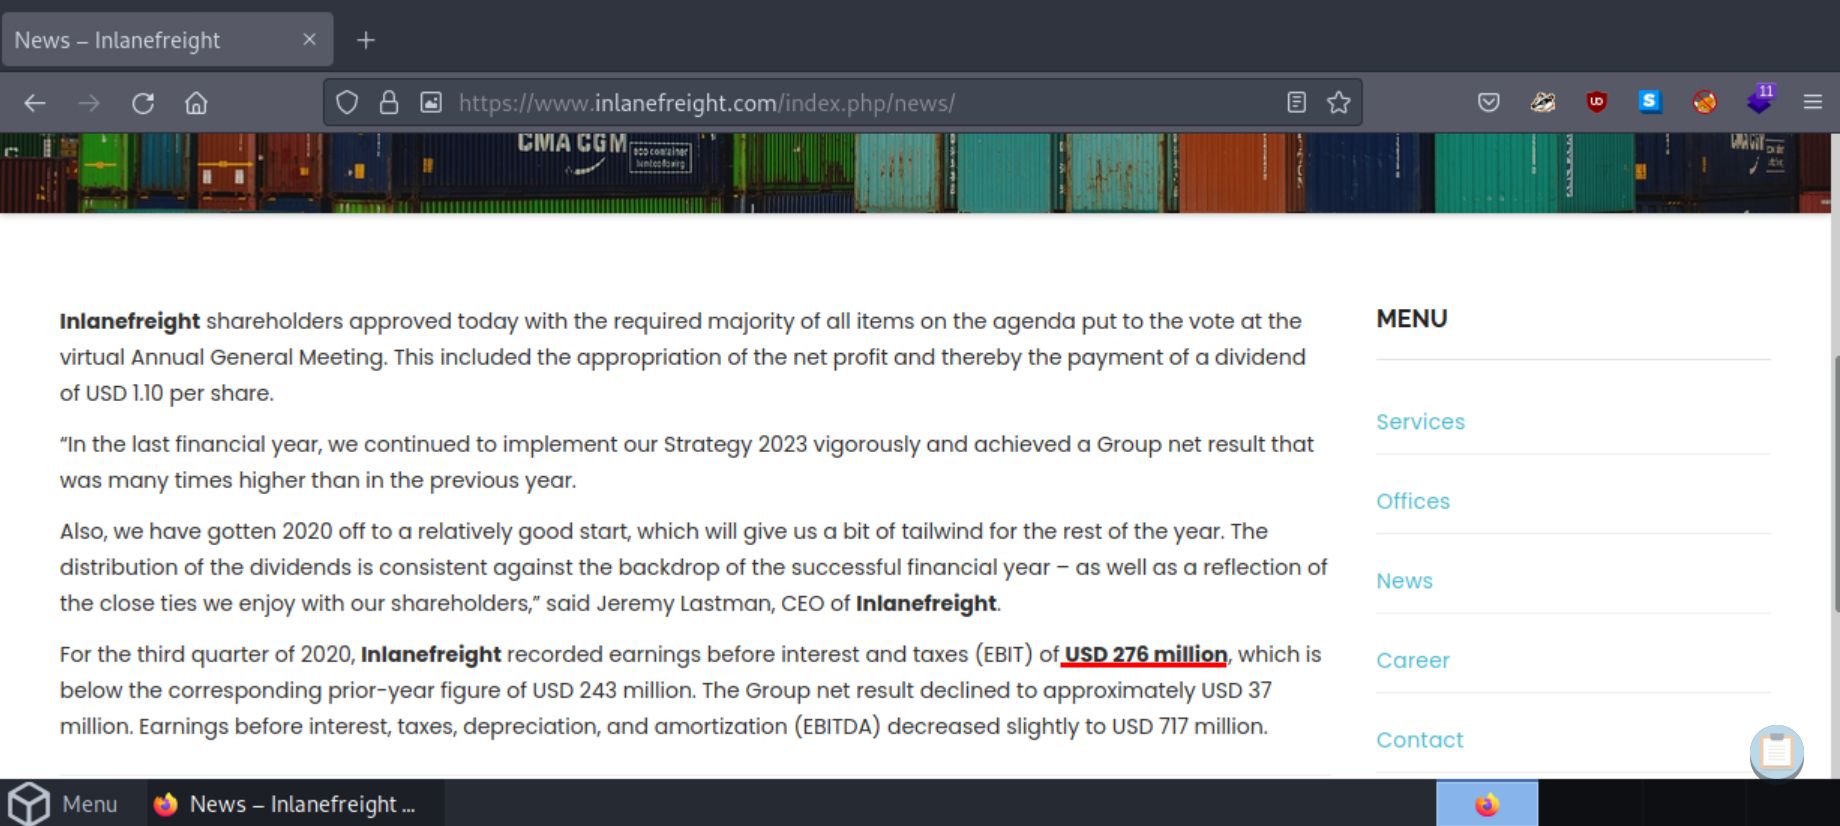 News – Inlanefreight
https://www.inlanefreight.com/index.php/news/
11
CMA CGM
eco container
bamboo flooring
CMA CGM
Inlanefreight shareholders approved today with the required majority of all items on the agenda put to the vote at the
virtual Annual General Meeting. This included the appropriation of the net profit and thereby the payment of a dividend
of USD 1.10 per share.
“In the last financial year, we continued to implement our Strategy 2023 vigorously and achieved a Group net result that
was many times higher than in the previous year.
Also, we have gotten 2020 off to a relatively good start, which will give us a bit of tailwind for the rest of the year. The
distribution of the dividends is consistent against the backdrop of the successful financial year – as well as a reflection of
the close ties we enjoy with our shareholders,” said Jeremy Lastman, CEO of Inlanefreight.
For the third quarter of 2020, Inlanefreight recorded earnings before interest and taxes (EBIT) of USD 276 million, which is
below the corresponding prior-year figure of USD 243 million. The Group net result declined to approximately USD 37
million. Earnings before interest, taxes, depreciation, and amortization (EBITDA) decreased slightly to USD 717 million.
MENU
Services
Offices
News
Career
Contact
Menu
News – Inlanefreight ...